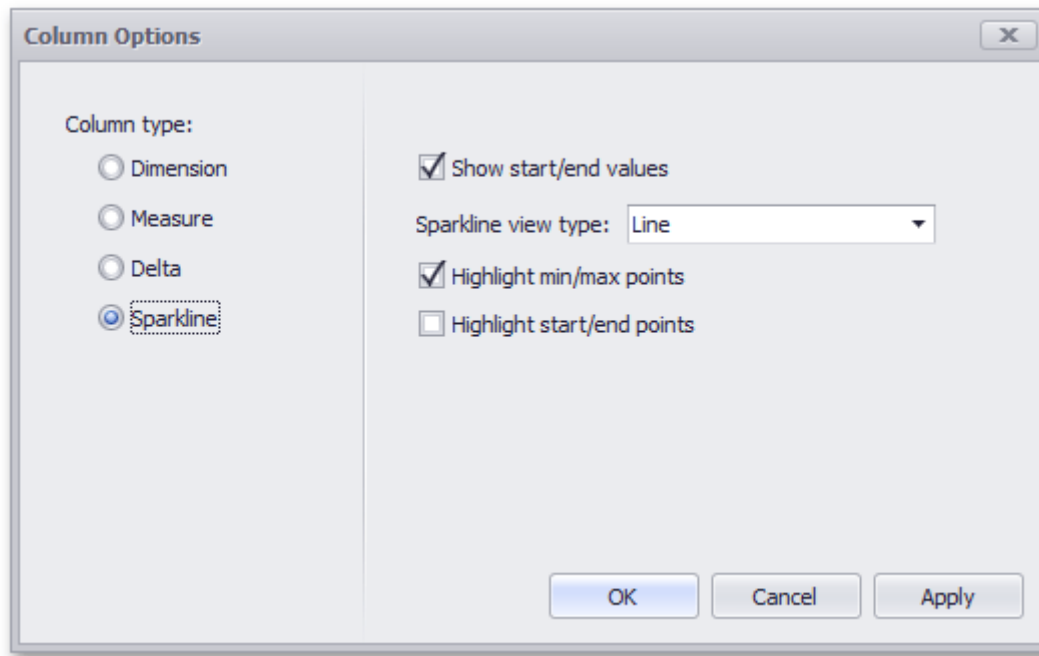 Column Options
Column type:
Dimension
Measure
Delta
Sparkline
Show start/end values
Sparkline view type: Line
Highlight min/max points
Highlight start/end points
OK Cancel Apply